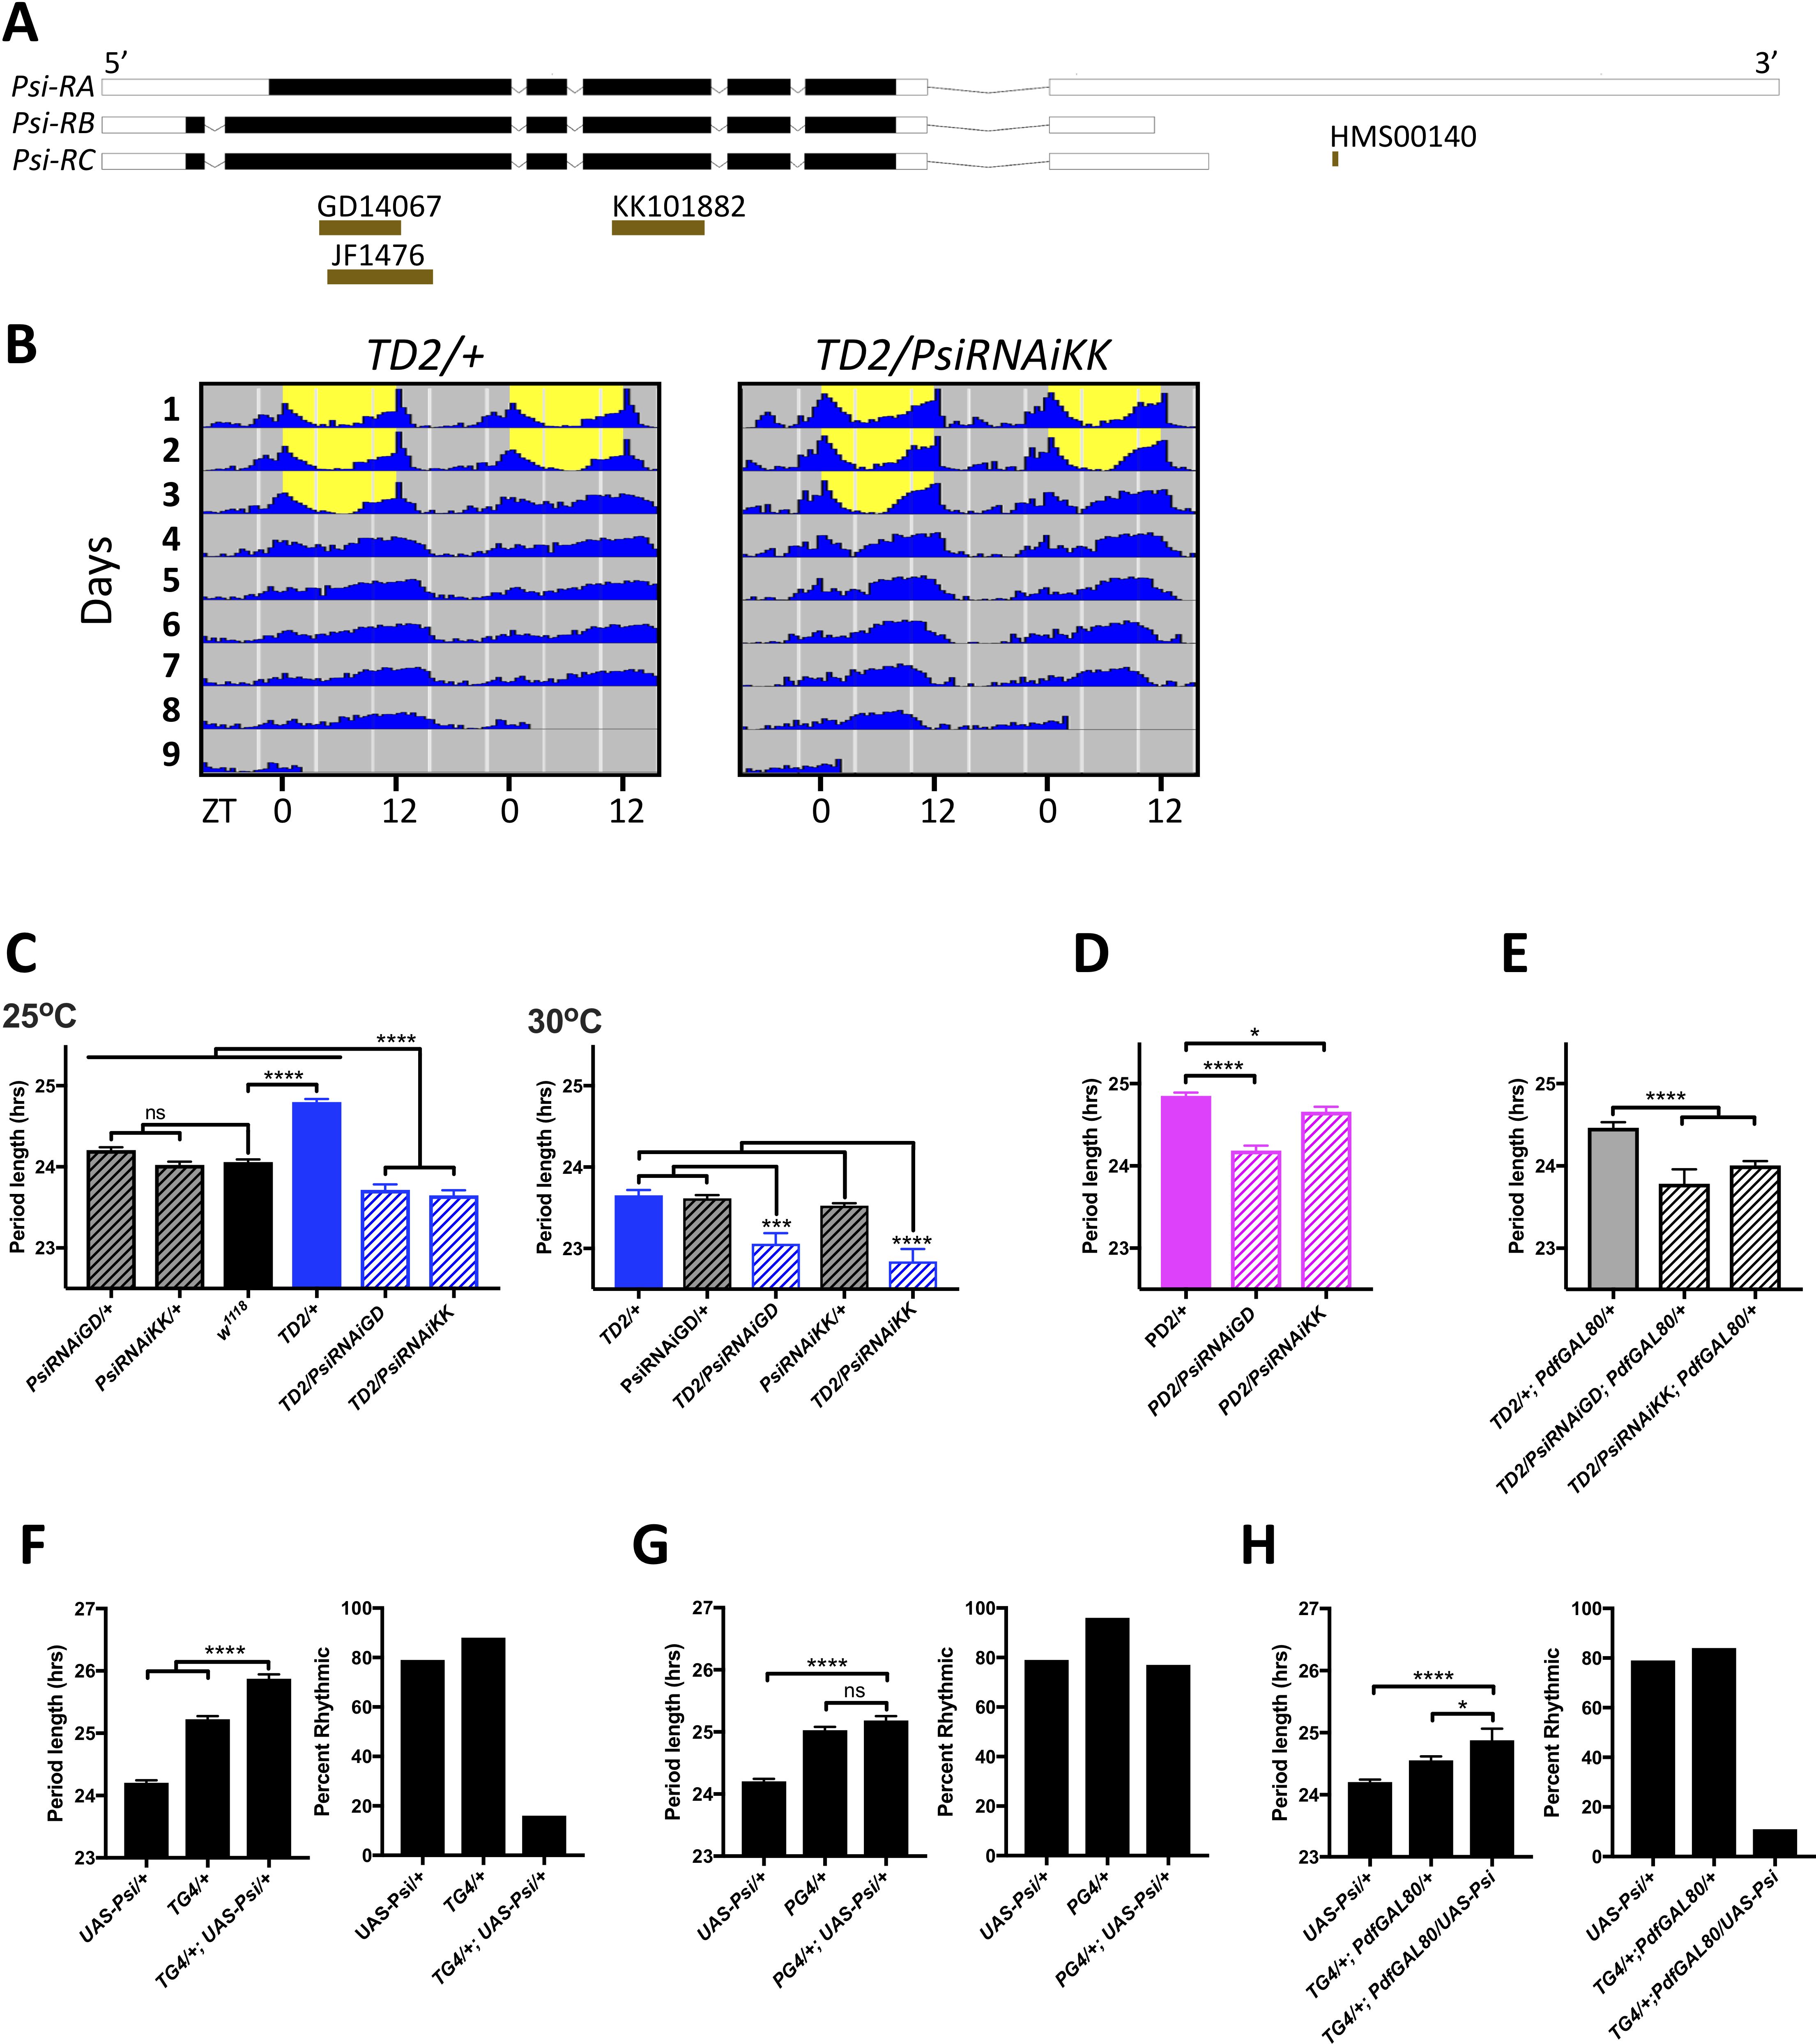 A
5’ 3’
Psi-RA
Psi-RB
Psi-RC
HMS00140
GD14067 KK101882
JF1476
B
TD2/+ TD2/PsiRNAiKK
Days
1
2
3
4
5
6
7
8
9
ZT 0 12 0 12 0 12 0 12
C
25ºC
Period length (hrs)
25
24
23
ns
****
****
PsiRNAiGD/+
PsiRNAiKK/+
w1118
TD2/+
TD2/PsiRNAiGD
TD2/PsiRNAiKK
30ºC
Period length (hrs)
25
24
23
***
****
TD2/+
PsiRNAiGD/+
TD2/PsiRNAiGD
PsiRNAiKK/+
TD2/PsiRNAiKK
D
Period length (hrs)
25
24
23
*
****
PD2/+
PD2/PsiRNAiGD
PD2/PsiRNAiKK
E
Period length (hrs)
25
24
23
****
TD2/+; PdfGAL80/+
TD2/PsiRNAiGD; PdfGAL80/+
TD2/PsiRNAiKK; PdfGAL80/+
F
Period length (hrs)
27
26
25
24
23
****
UAS-Psi/+
TG4/+
TG4/+; UAS-Psi/+
Percent Rhythmic
100
80
60
40
20
0
UAS-Psi/+
TG4/+
TG4/+; UAS-Psi/+
G
Period length (hrs)
27
26
25
24
23
****
ns
UAS-Psi/+
PG4/+
PG4/+; UAS-Psi/+
Percent Rhythmic
100
80
60
40
20
0
UAS-Psi/+
PG4/+
PG4/+; UAS-Psi/+
H
Period length (hrs)
27
26
25
24
23
****
*
UAS-Psi/+
TG4/+; PdfGAL80/+
TG4/+; PdfGAL80/UAS-Psi
Percent Rhythmic
100
80
60
40
20
0
UAS-Psi/+
TG4/+;PdfGAL80/+
TG4/+;PdfGAL80/UAS-Psi